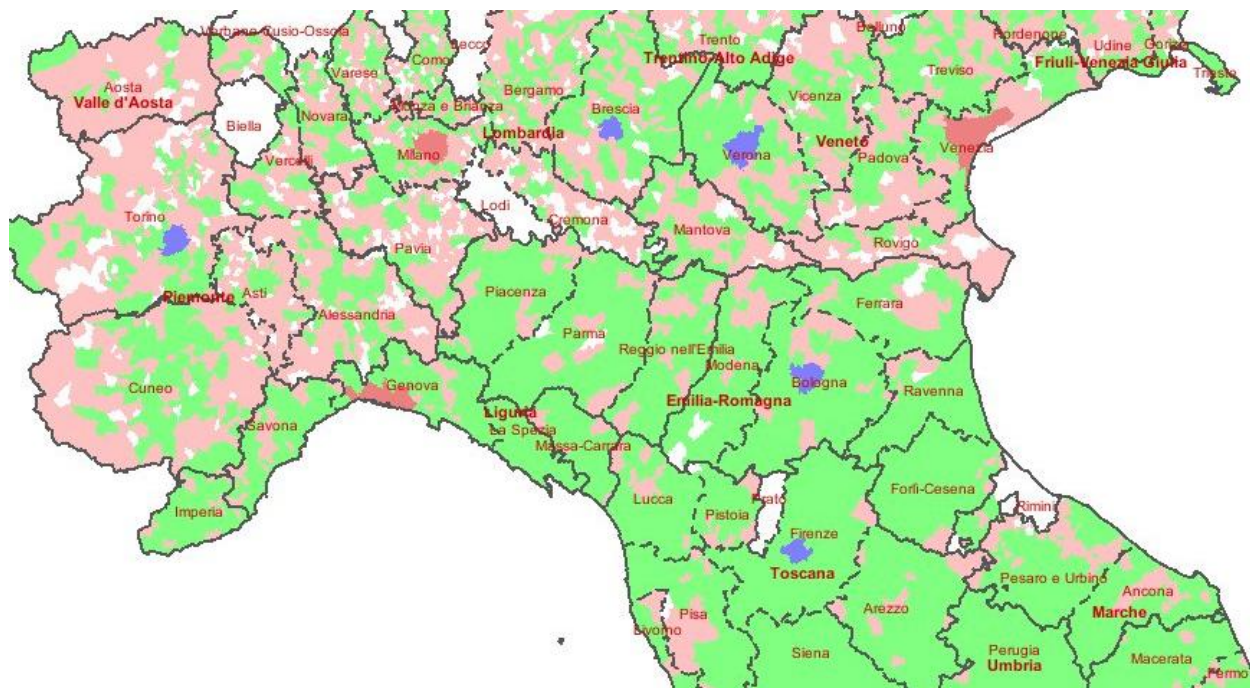 Verbano-Cusio-Ossola
Lecco
Trento
Belluno
Pordenone
Udine
Gorizia
Como
Trentino-Alto Adige
Friuli-Venezia Giulia
Varese
Treviso
Trieste
Aosta
Valle d'Aosta
Bergamo
Vicenza
Monza e Brianza
Brescia
Novara
Biella
Lombardia
Veneto
Venezia
Milano
Verona
Padova
Vercelli
Lodi
Cremona
Torino
Mantova
Rovigo
Pavia
Piemonte
Asti
Piacenza
Ferrara
Alessandria
Parma
Reggio nell'Emilia
Modena
Cuneo
Genova
Bologna
Ravenna
Emilia-Romagna
Liguria
Savona
La Spezia
Massa-Carrara
Forlì-Cesena
Lucca
Prato
Rimini
Imperia
Pistoia
Firenze
Toscana
Pesaro e Urbino
Ancona
Arezzo
Marche
Pisa
Livorno
Siena
Perugia
Umbria
Macerata
Fermo